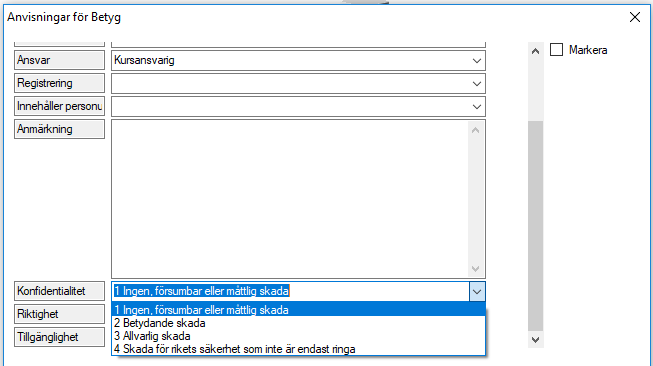 Anvisningar för Betyg
Ansvar Kursansvarig
Markera
Registrering
Innehåller personu
Anmärkning
Konfidentialitet 1 Ingen, försumbar eller måttlig skada
Riktighet 1 Ingen, försumbar eller måttlig skada
2 Betydande skada
Tillgänglighet 3 Allvarlig skada
4 Skada för rikets säkerhet som inte är endast ringa